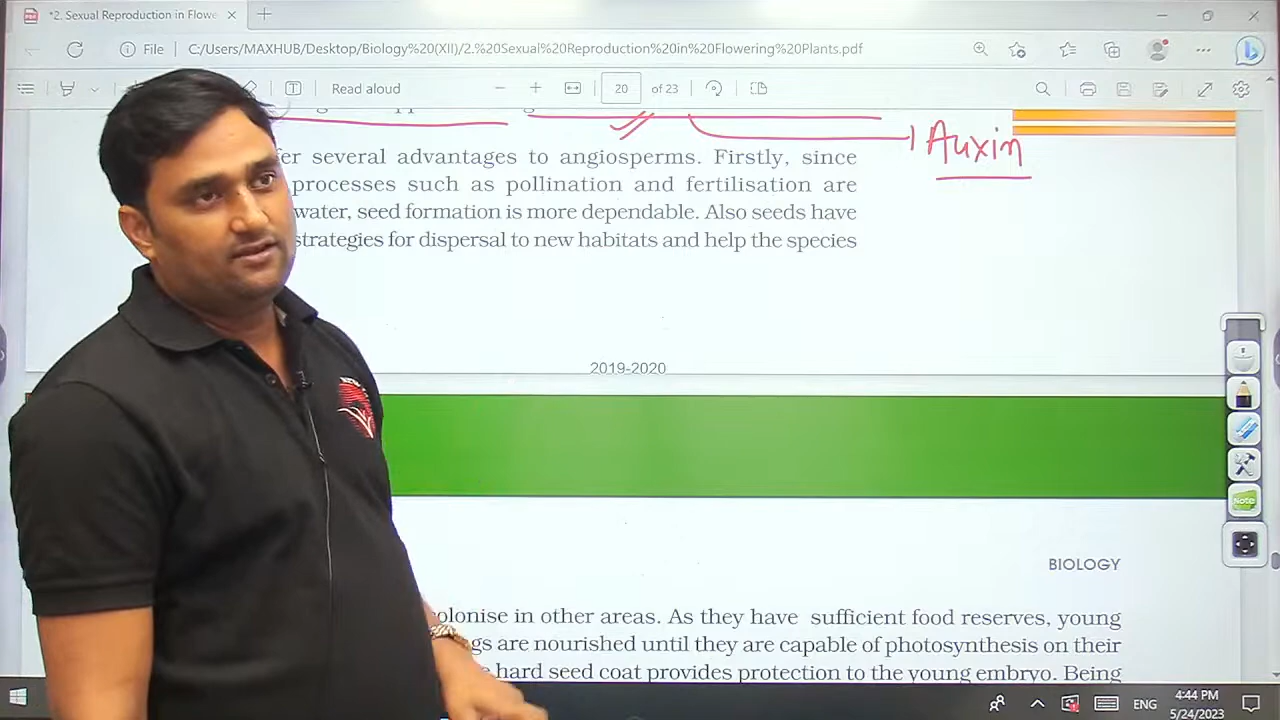 *2. Sexual Reproduction in Flowe
File
C:/Users/MAXHUB/Desktop/Biology%20(XII)/2.%20Sexual%20Reproduction%20in%20Flowering%20Plants.pdf
Read aloud
20 of 23
Auxin
fer several advantages to angiosperms. Firstly, since
processes such as pollination and fertilisation are
water, seed formation is more dependable. Also seeds have
strategies for dispersal to new habitats and help the species
2019-2020
BIOLOGY
olonise in other areas. As they have sufficient food reserves, young
gs are nourished until they are capable of photosynthesis on their
hard seed coat provides protection to the young embryo. Being
Note
ENG
4:44 PM
5/24/2023